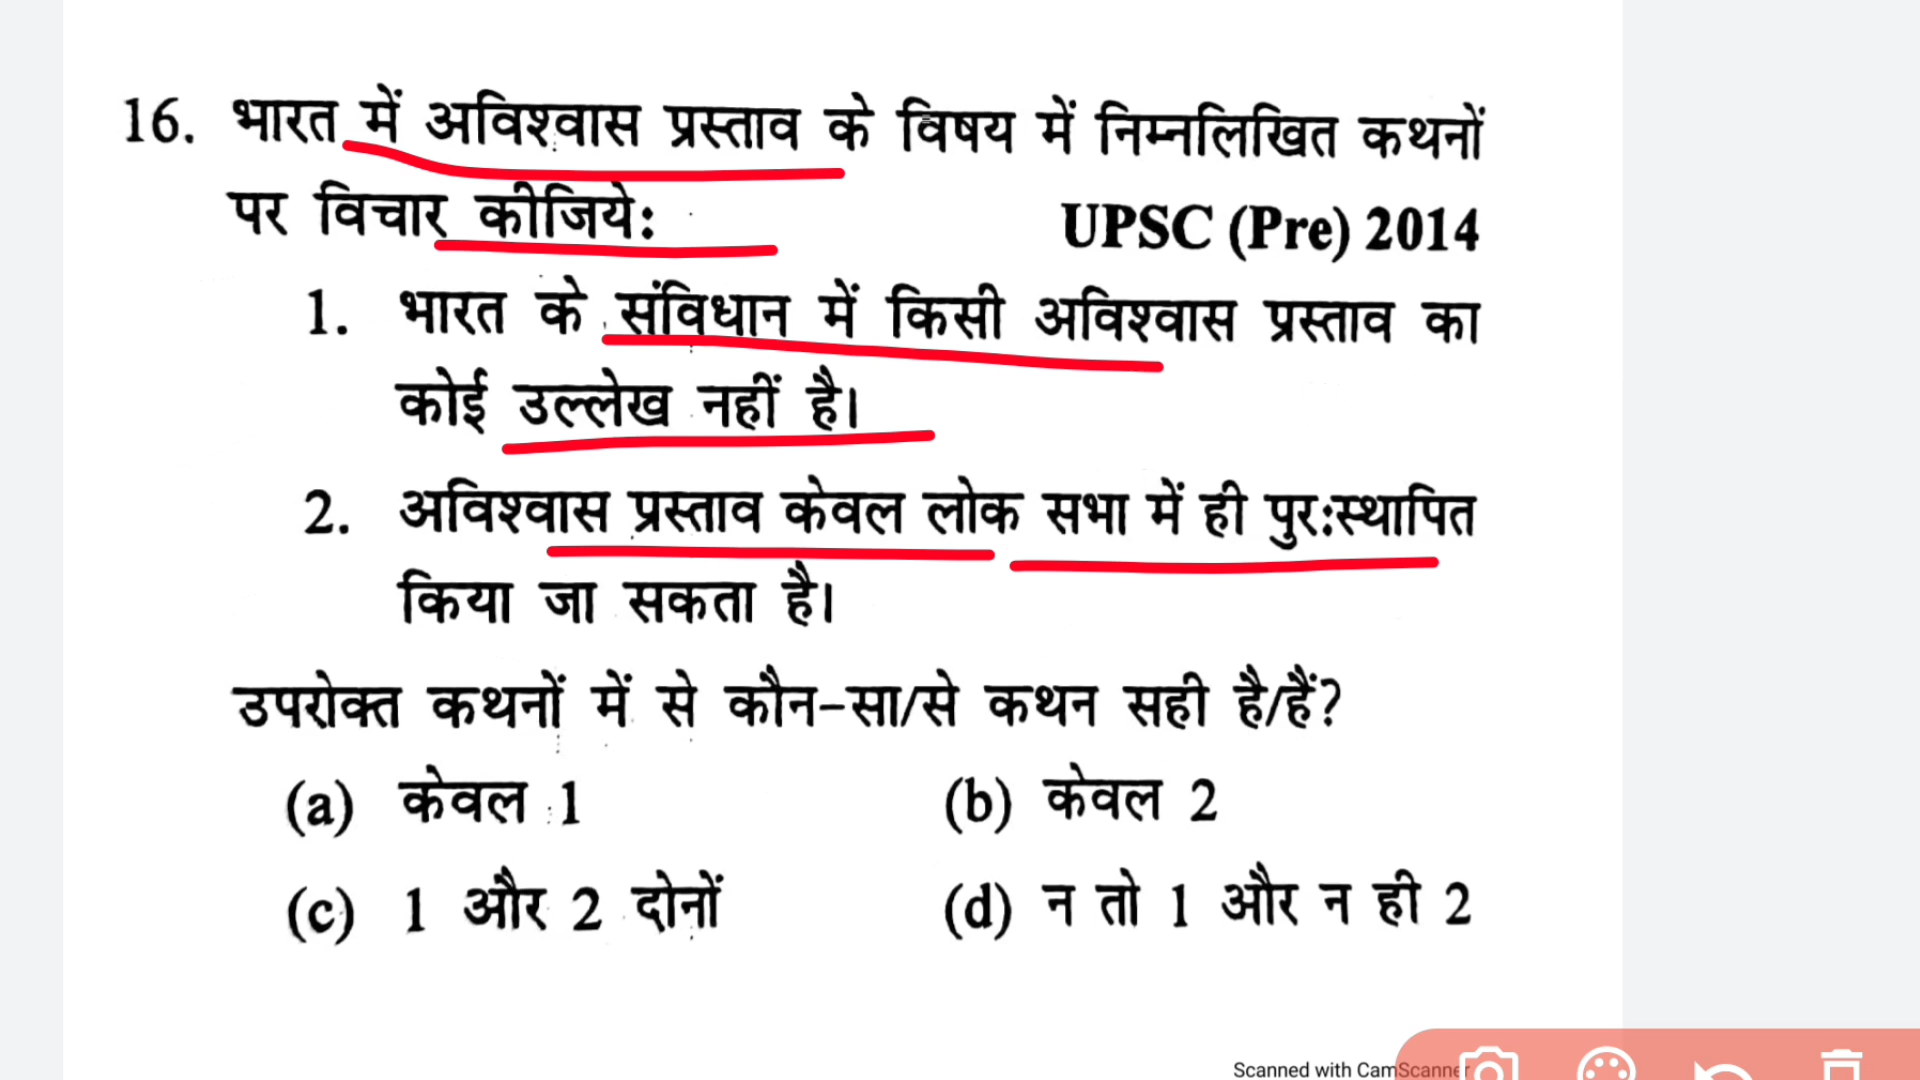 16. भारत में अविश्वास प्रस्ताव के विषय में निम्नलिखित कथनों
पर विचार कीजिये: UPSC (Pre) 2014
1. भारत के संविधान में किसी अविश्वास प्रस्ताव का
कोई उल्लेख नहीं है।
2. अविश्वास प्रस्ताव केवल लोक सभा में ही पुर:स्थापित
किया जा सकता है।
उपरोक्त कथनों में से कौन-सा/से कथन सही है/हैं?
(a) केवल 1 (b) केवल 2
(c) 1 और 2 दोनों (d) न तो 1 और न ही 2
Scanned with CamScanner